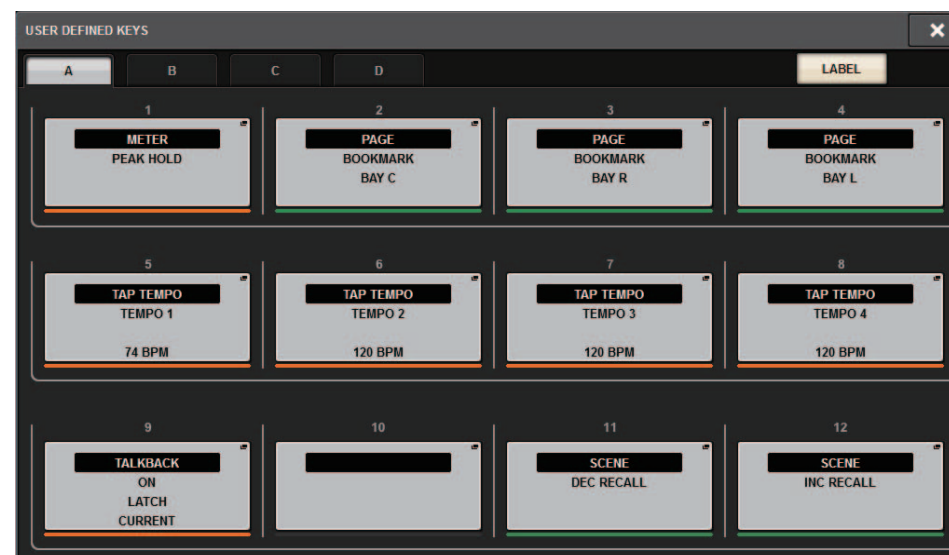 USER DEFINED KEYS
A B C D LABEL
1 2 3 4
METER PAGE PAGE PAGE
PEAK HOLD BOOKMARK BOOKMARK BOOKMARK
BAY C BAY R BAY L
5 6 7 8
TAP TEMPO TAP TEMPO TAP TEMPO TAP TEMPO
TEMPO 1 TEMPO 2 TEMPO 3 TEMPO 4
74 BPM 120 BPM 120 BPM 120 BPM
9 10 11 12
TALKBACK SCENE SCENE
ON DEC RECALL INC RECALL
LATCH
CURRENT